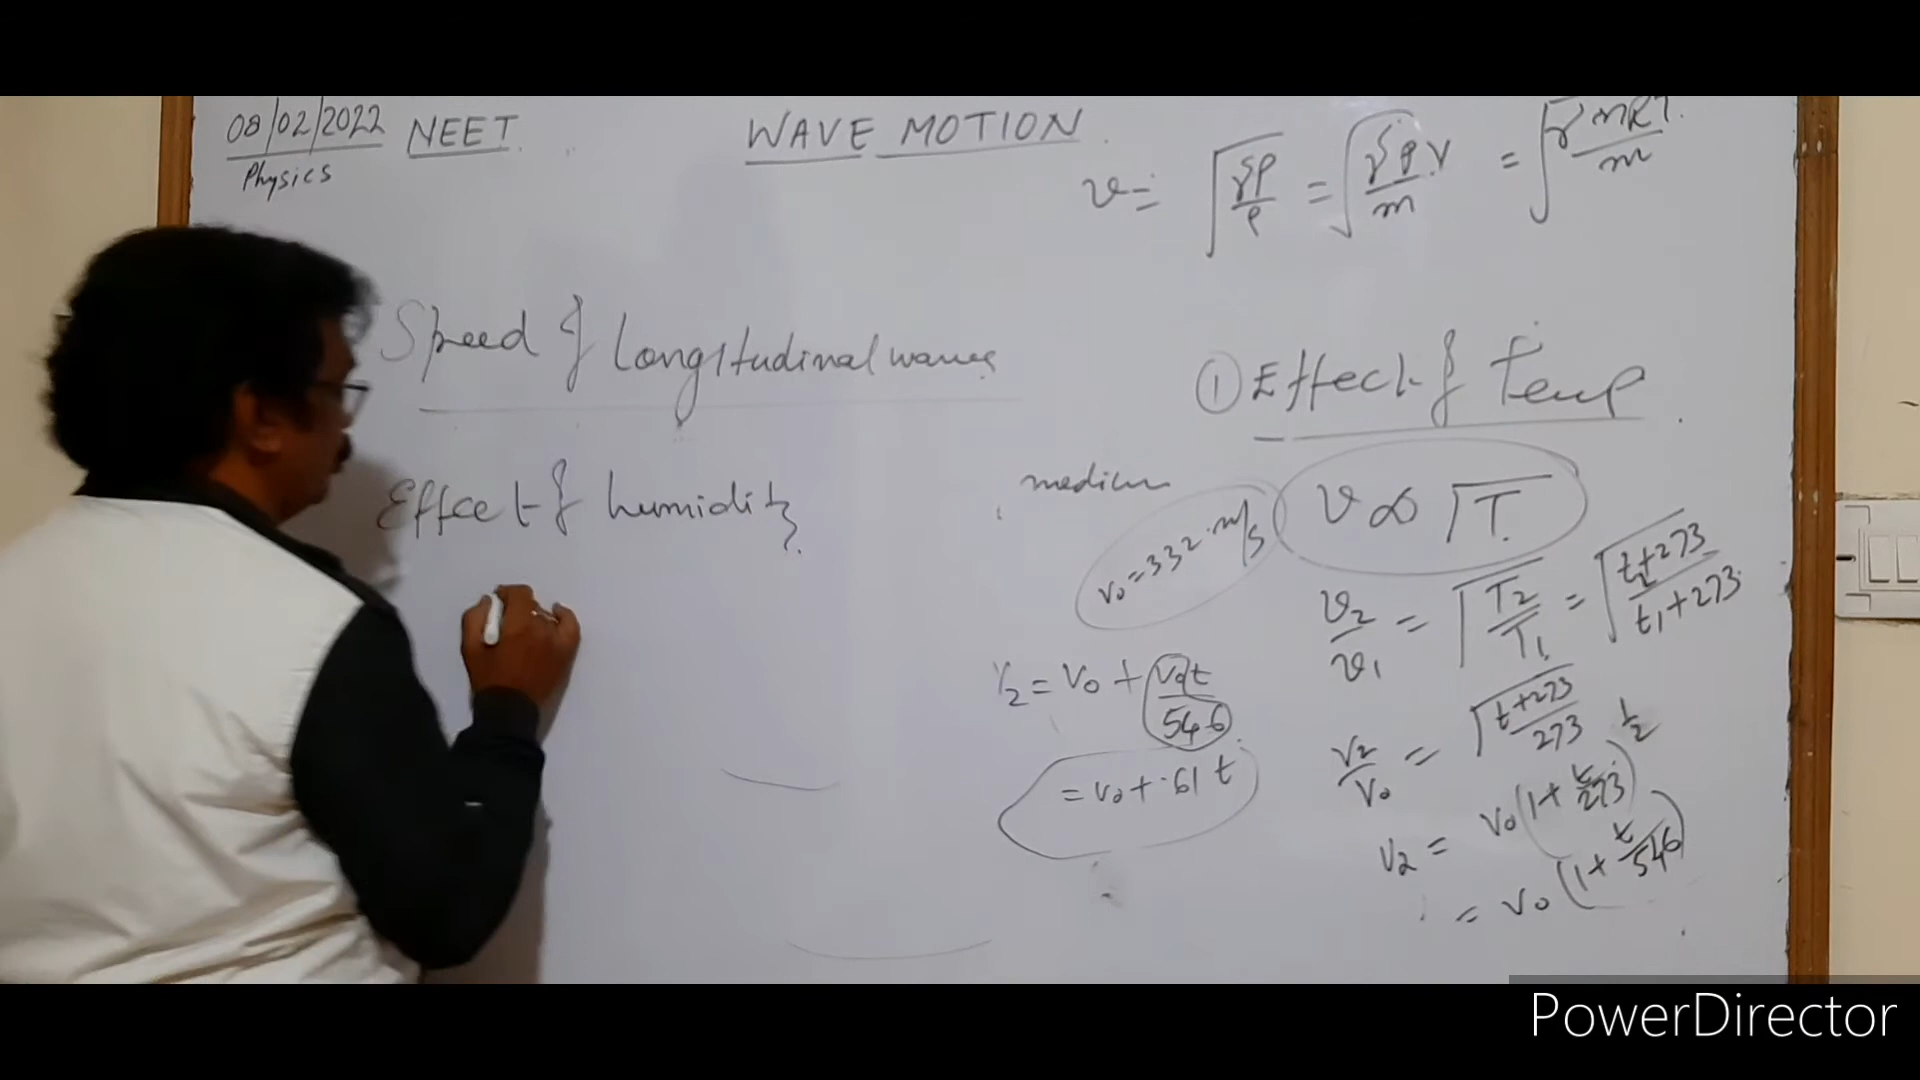 08/02/2022 NEET.
Physics
WAVE MOTION.
v = √(γP/ρ) = √(γPV/m) = √(γnRT/m)
Speed of Longitudinal waves
Effect of humidity
① Effect of Temp
medium
v₀ = 332 m/s
v ∝ √T
v₂/v₁ = √(T₂/T₁) = √((t₂+273)/(t₁+273))
v₂/v₀ = √((t+273)/273)
v₂ = v₀(1+t/273)^1/2
= v₀(1+t/546)
v₂ = v₀ + v₀t/546
= v₀ + .61 t
PowerDirector